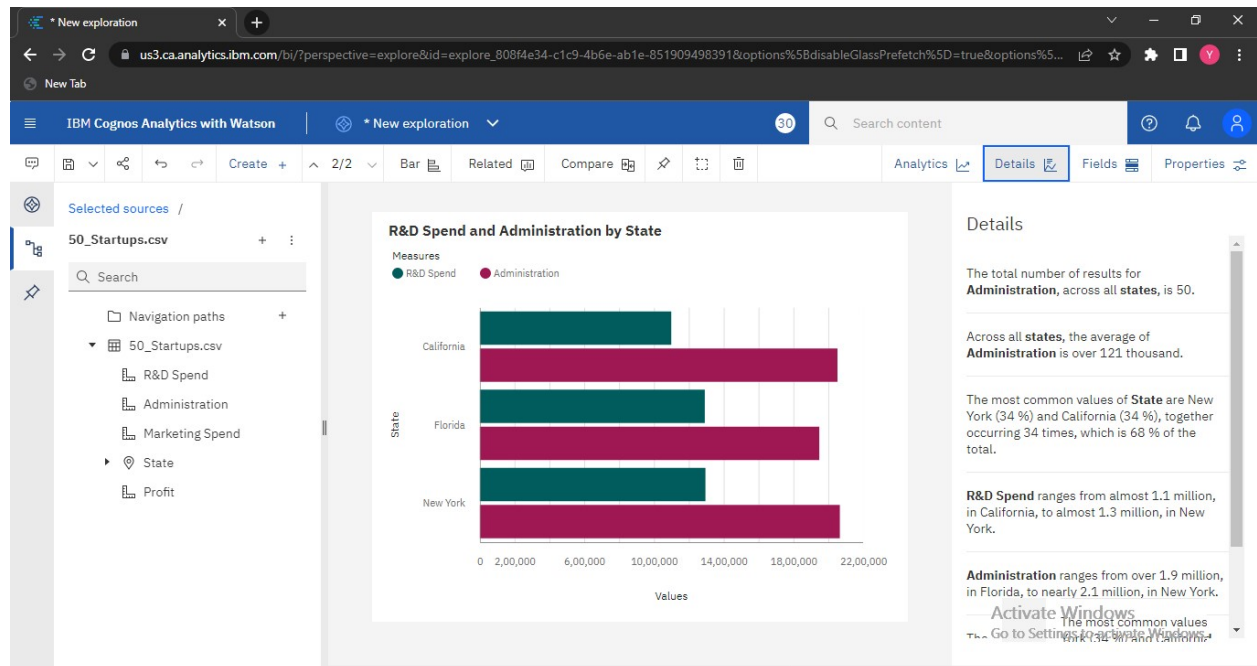 * New exploration
us3.ca.analytics.ibm.com/bi/?perspective=explore&id=explore_808f4e34-c1c9-4b6e-ab1e-851909498391&options%5BdisableGlassPrefetch%5D=true&options%5...
Y
New Tab
IBM Cognos Analytics with Watson
* New exploration
30
Search content
Create +
2/2
Bar
Related
Compare
Analytics
Details
Fields
Properties
Selected sources /
50_Startups.csv
Search
Navigation paths
50_Startups.csv
R&D Spend
Administration
Marketing Spend
State
Profit
R&D Spend and Administration by State
Measures
R&D Spend Administration
California
Florida
New York
State
0 2,00,000 6,00,000 10,00,000 14,00,000 18,00,000 22,00,000
Values
Details
The total number of results for
Administration, across all states, is 50.
Across all states, the average of
Administration is over 121 thousand.
The most common values of State are New
York (34 %) and California (34 %), together
occurring 34 times, which is 68 % of the
total.
R&D Spend ranges from almost 1.1 million,
in California, to almost 1.3 million, in New
York.
Administration ranges from over 1.9 million,
in Florida, to nearly 2.1 million, in New York.
Activate Windows
Go to Settings to activate Windows.
The most common values
York (34 %) and California